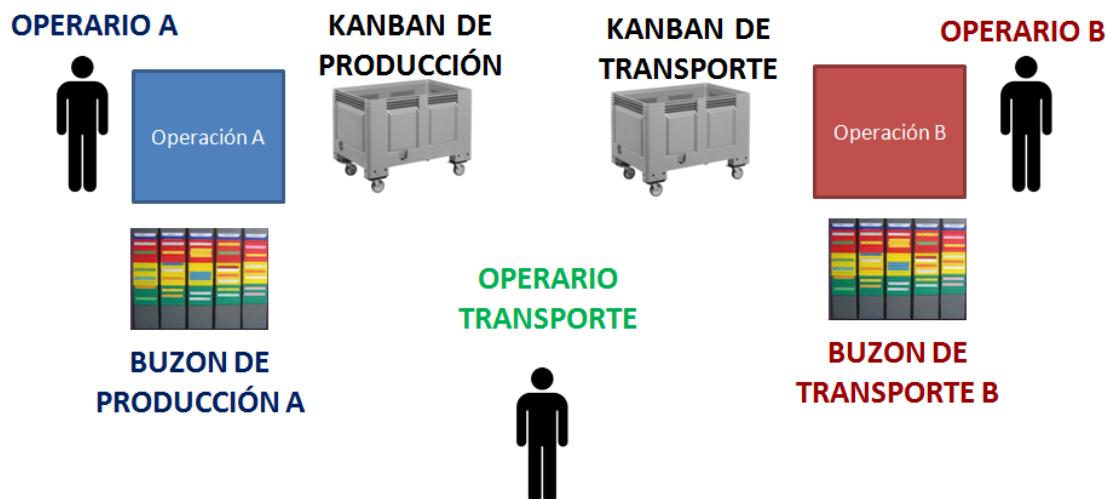 OPERARIO A
KANBAN DE
PRODUCCIÓN
KANBAN DE
TRANSPORTE
OPERARIO B
Operación A
Operación B
OPERARIO
TRANSPORTE
BUZON DE
PRODUCCIÓN A
BUZON DE
TRANSPORTE B